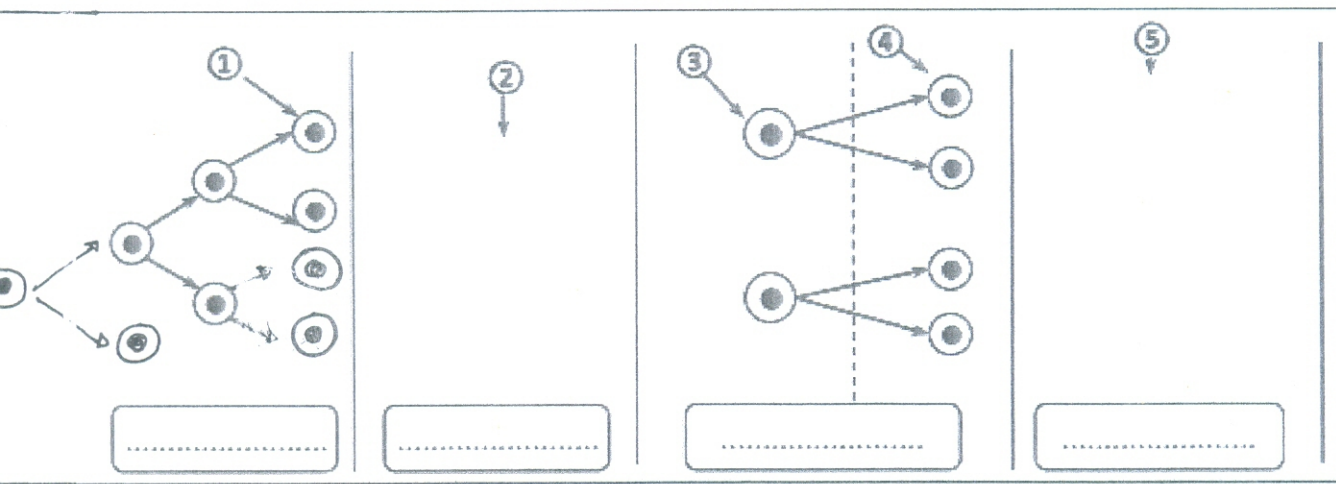 ① ② ③ ④ ⑤